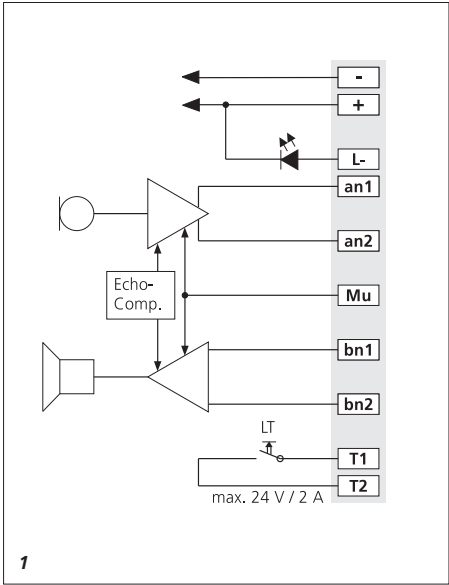 -
+
L-
an1
an2
Echo-
Comp.
Mu
bn1
bn2
LT
T1
T2
max. 24 V / 2 A
1